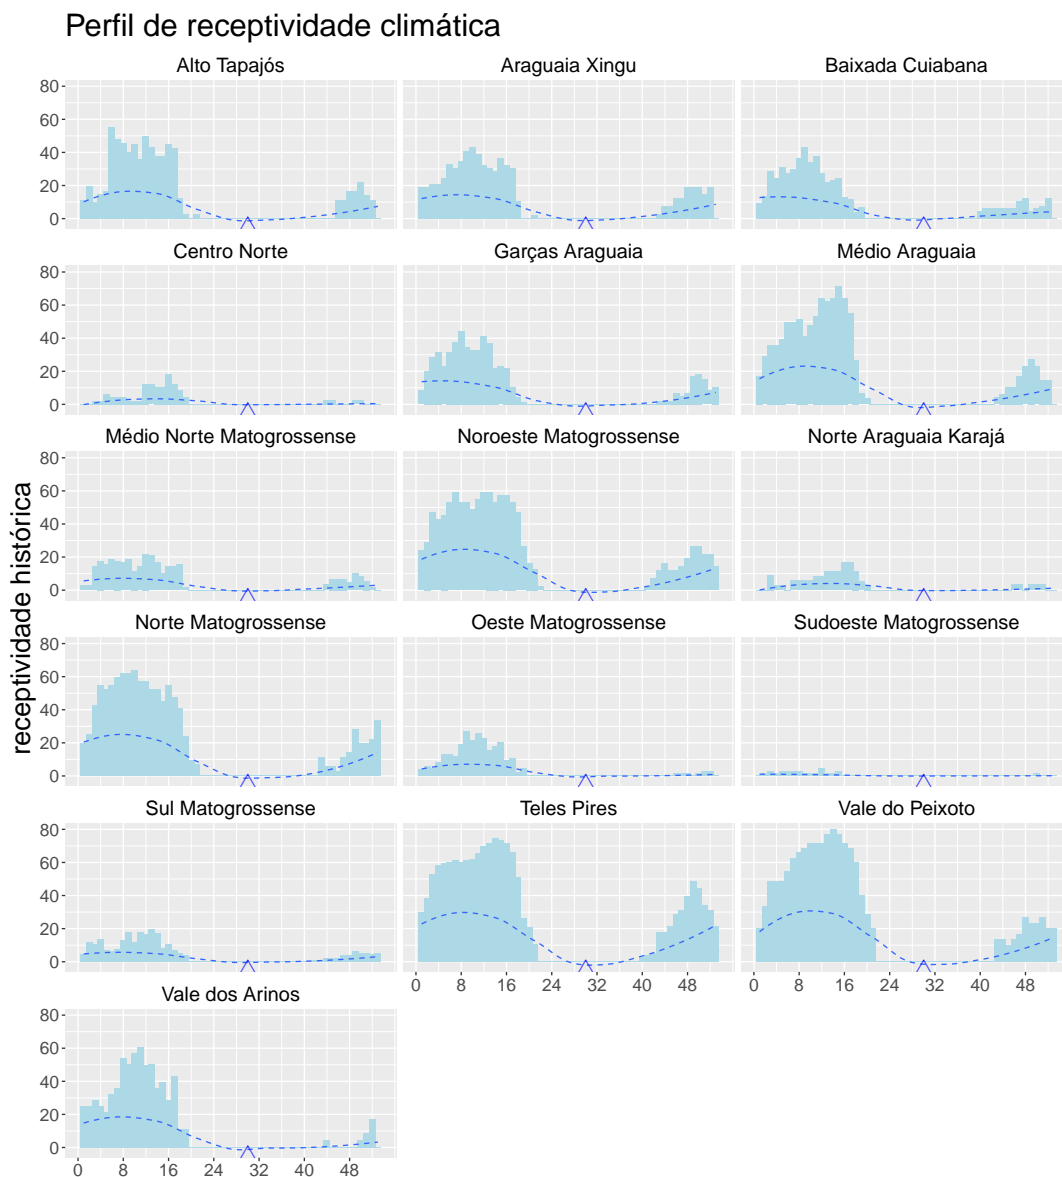 Perfil de receptividade climática
Alto Tapajós
Araguaia Xingu
Baixada Cuiabana
80
60
40
20
0
Centro Norte
Garças Araguaia
Médio Araguaia
80
60
40
20
0
Médio Norte Matogrossense
Noroeste Matogrossense
Norte Araguaia Karajá
80
60
40
20
0
receptividade histórica
Norte Matogrossense
Oeste Matogrossense
Sudoeste Matogrossense
80
60
40
20
0
Sul Matogrossense
Teles Pires
Vale do Peixoto
80
60
40
20
0
0 8 16 24 32 40 48
0 8 16 24 32 40 48
Vale dos Arinos
80
60
40
20
0
0 8 16 24 32 40 48